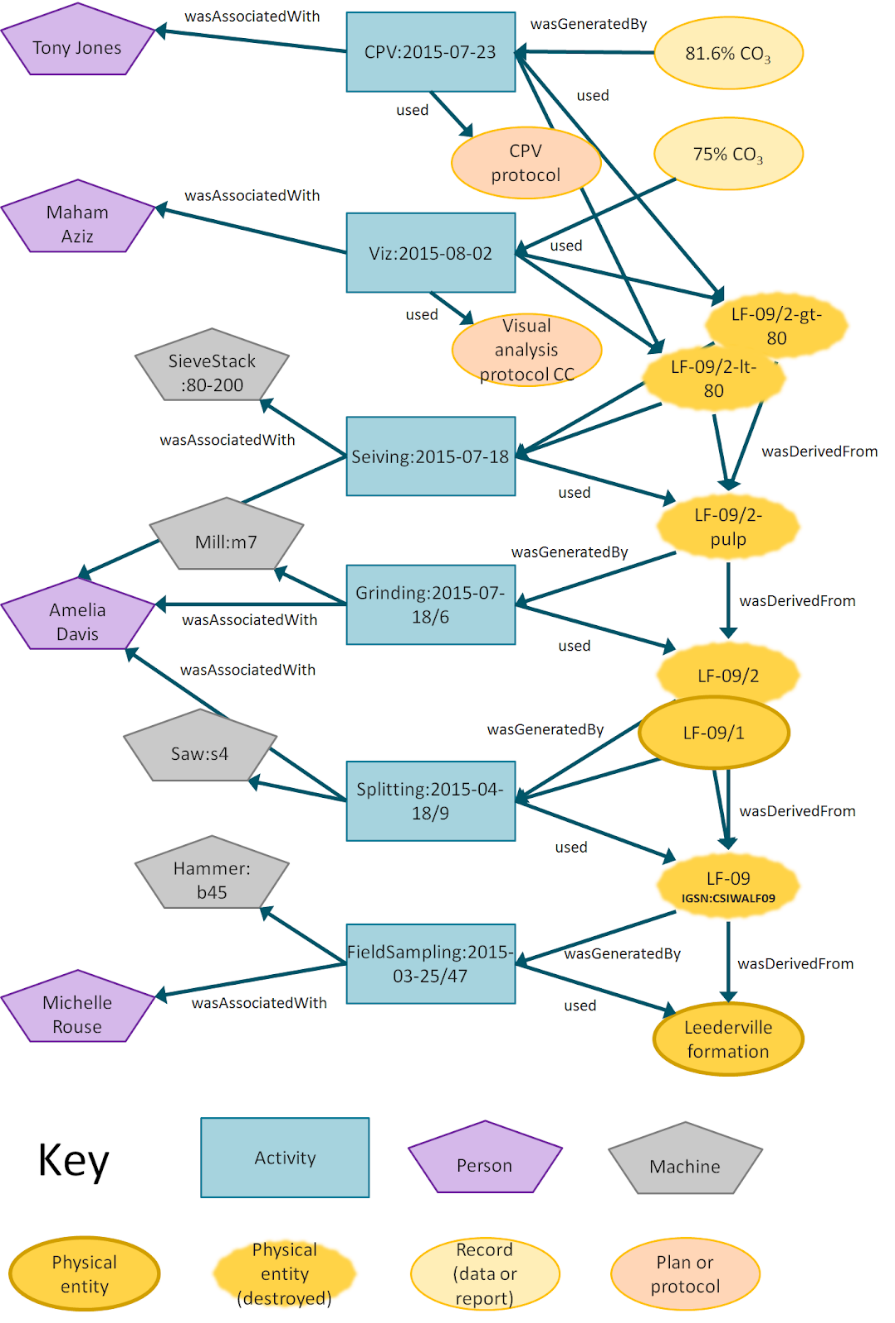 Tony Jones
wasAssociatedWith
CPV:2015-07-23
wasGeneratedBy
81.6% CO₃
used
used
CPV
protocol
75% CO₃
Maham
Aziz
wasAssociatedWith
Viz:2015-08-02
used
used
Visual
analysis
protocol CC
LF-09/2-gt-
80
LF-09/2-lt-
80
SieveStack
:80-200
wasAssociatedWith
Seiving:2015-07-18
used
wasDerivedFrom
LF-09/2-
pulp
Mill:m7
wasGeneratedBy
Grinding:2015-07-
18/6
Amelia
Davis
wasAssociatedWith
used
wasDerivedFrom
wasAssociatedWith
LF-09/2
LF-09/1
wasGeneratedBy
Saw:s4
Splitting:2015-04-
18/9
used
wasDerivedFrom
Hammer:
b45
LF-09
IGSN:CSIWALF09
FieldSampling:2015-
03-25/47
wasGeneratedBy
wasDerivedFrom
Michelle
Rouse
wasAssociatedWith
used
Leederville
formation
Key
Activity
Person
Machine
Physical
entity
Physical
entity
(destroyed)
Record
(data or
report)
Plan or
protocol